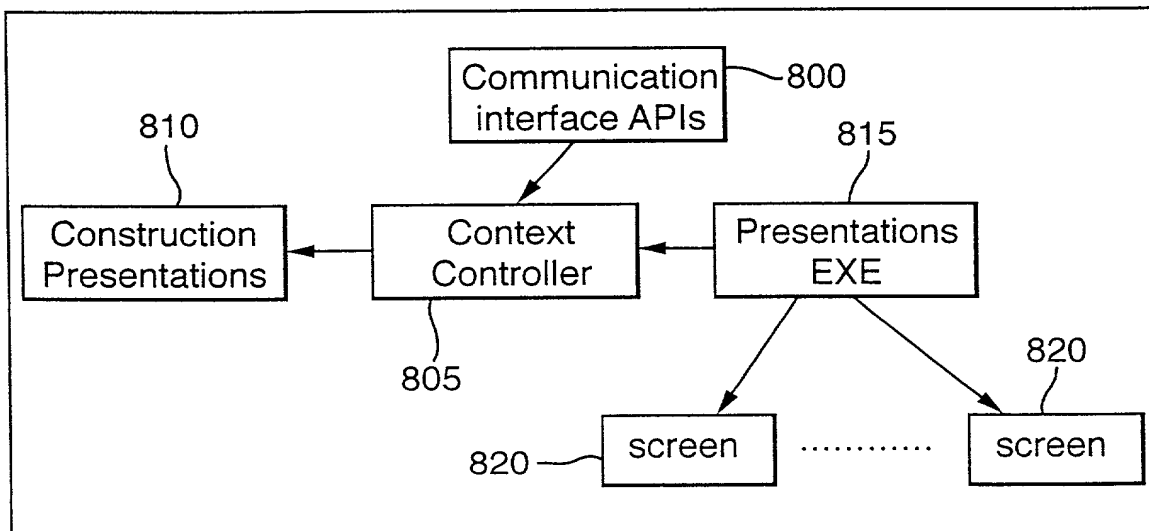 Communication
interface APIs
800
810
815
Construction
Presentations
Context
Controller
Presentations
EXE
805
820
820
screen
............
screen